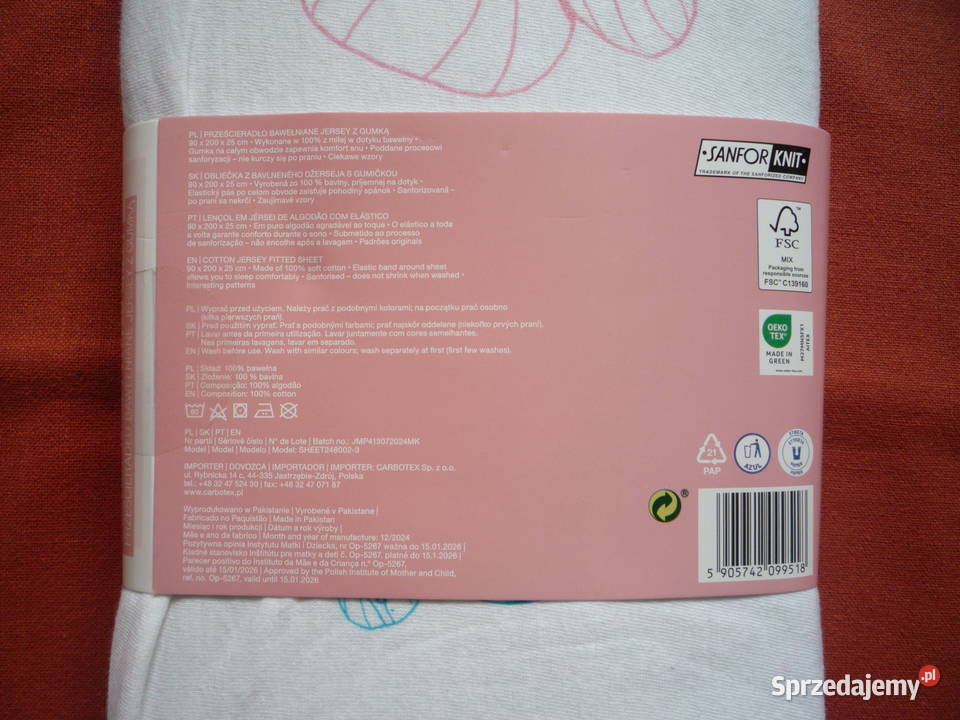 PL | PRZEŚCIERADŁO BAWEŁNIANE JERSEY Z GUMKĄ
90 x 200 x 25 cm • Wykonane w 100% z miłej w dotyku bawełny •
Gumka na całym obwodzie zapewnia komfort snu • Poddane procesowi
sanforyzacji – nie kurczy się po praniu • Ciekawe wzory
SK | OBLIEČKA Z BAVLNENÉHO DŽERSEJA S GUMIČKOU
90 x 200 x 25 cm • Vyrobená zo 100 % bavlny, príjemnej na dotyk •
Elastický pás po celom obvode zaisťuje pohodlný spánok • Sanforizovaná –
po praní sa nekrčí • Zaujímavé vzory
PT | LENÇOL EM JÉRSEI DE ALGODÃO COM ELÁSTICO
90 x 200 x 25 cm • Em puro algodão agradável ao toque • O elástico a toda
a volta garante conforto durante o sono • Submetido ao processo
de sanforização – não encolhe após a lavagem • Padrões originais
EN | COTTON JERSEY FITTED SHEET
90 x 200 x 25 cm • Made of 100% soft cotton • Elastic band around sheet
allows you to sleep comfortably • Sanforised – does not shrink when washed •
Interesting patterns
PL | Wyprać przed użyciem. Należy prać z podobnymi kolorami; na początku prać osobno
(kilka pierwszych prań).
SK | Pred použitím vyprať. Prať s podobnými farbami; prať najskôr oddelene (niekoľko prvých praní).
PT | Lavar antes da primeira utilização. Lavar juntamente com cores semelhantes.
Nas primeiras lavagens, lavar em separado.
EN | Wash before use. Wash with similar colours; wash separately at first (first few washes).
PL | Skład: 100% bawełna
SK | Zloženie: 100 % bavlna
PT | Composição: 100% algodão
EN | Composition: 100% cotton
PL | SK | PT | EN
Nr partii | Sériové číslo | N° de Lote | Batch no.: JMP413072024MK
Model | Model | Modelo | Model: SHEET248002-3
IMPORTER | DOVOZCA | IMPORTADOR | IMPORTER: CARBOTEX Sp. z o.o.
ul. Rybnicka 14 c, 44-335 Jastrzębie-Zdrój, Polska
tel.: +48 32 47 524 30 | fax: +48 32 47 071 87
www.carbotex.pl
Wyprodukowano w Pakistanie | Vyrobené v Pakistane |
Fabricado no Paquistão | Made in Pakistan
Miesiąc i rok produkcji | Dátum a rok výroby |
Mês e ano da fabrico | Month and year of manufacture: 12/2024
Pozytywna opinia Instytutu Matki i Dziecka, nr Op-5267 ważna do 15.01.2026 |
Kladné stanovisko Inštitútu pre matky a deti č. Op-5267, platné do 15.1.2026 |
Parecer positivo do Instituto da Mãe e da Criança n.° Op-5267,
válido até 15/01/2026 | Approved by the Polish Institute of Mother and Child,
ref. no. Op-5267, valid until 15.01.2026
SANFOR KNIT
TRADEMARK OF THE SANFORIZED COMPANY
FSC
MIX
Packaging from
responsible sources
FSC™ C139160
OEKO
TEX®
MADE IN
GREEN
21
PAP
AZUL
®
5 905742 099518
Sprzedajemy.pl